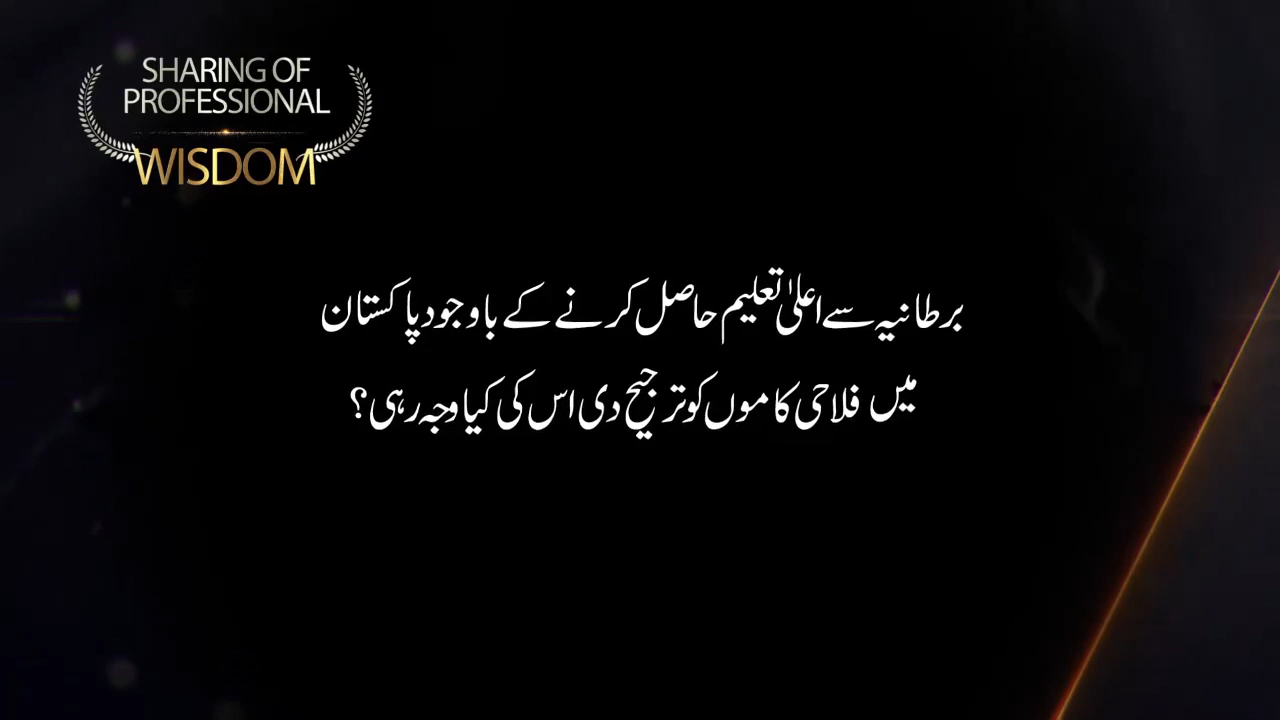 SHARING OF
PROFESSIONAL
WISDOM
برطانیہ سے اعلیٰ تعلیم حاصل کرنے کے باوجود پاکستان
میں فلاحی کاموں کو ترجیح دی اس کی کیا وجہ رہی؟